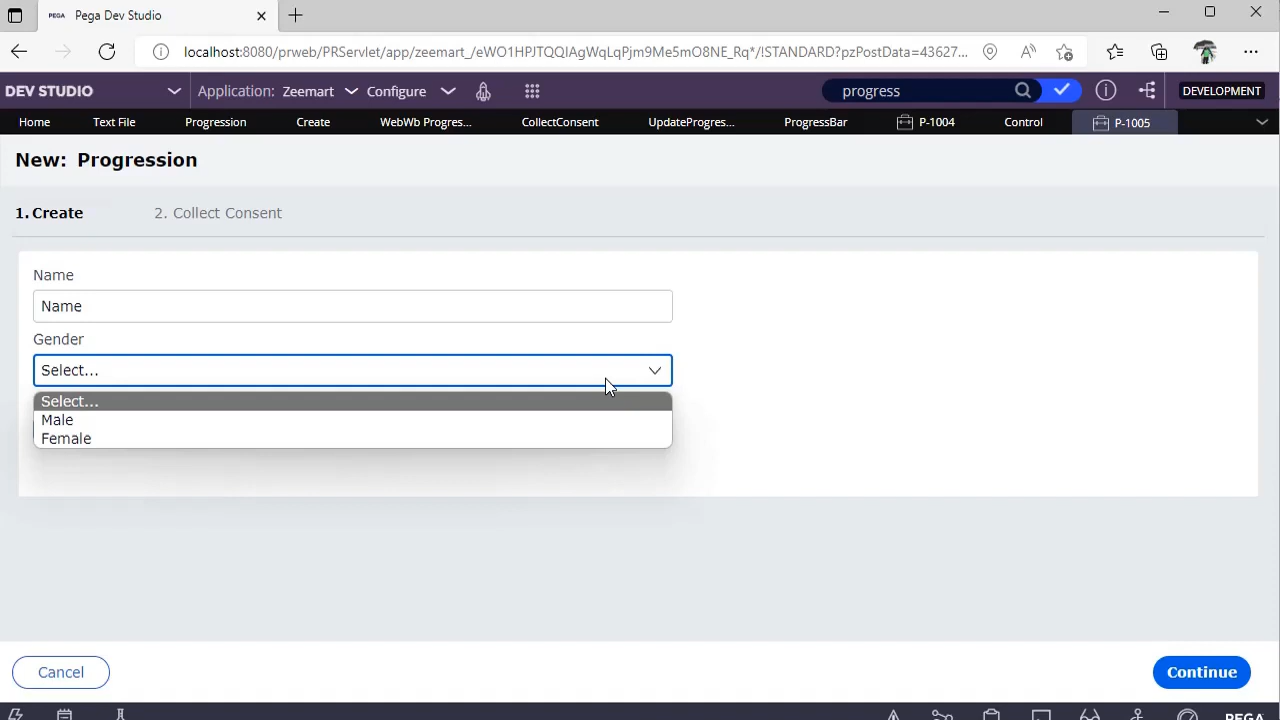 PEGA Pega Dev Studio
localhost:8080/prweb/PRServlet/app/zeemart_/eWO1HPJTQQIAgWqLqPjm9Me5mO8NE_Rq*/!STANDARD?pzPostData=43627...
DEV STUDIO Application: Zeemart Configure progress DEVELOPMENT
Home Text File Progression Create WebWb Progres... CollectConsent UpdateProgres... ProgressBar P-1004 Control P-1005
New: Progression
1. Create 2. Collect Consent
Name
Name
Gender
Select...
Select...
Male
Female
Cancel Continue
PEGA